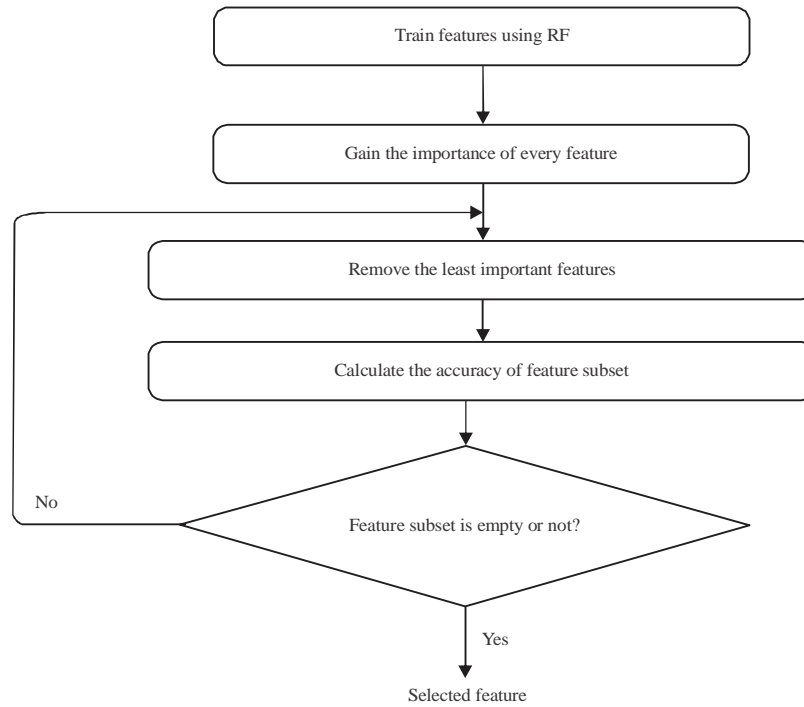 Train features using RF
Gain the importance of every feature
Remove the least important features
Calculate the accuracy of feature subset
No
Feature subset is empty or not?
Yes
Selected feature